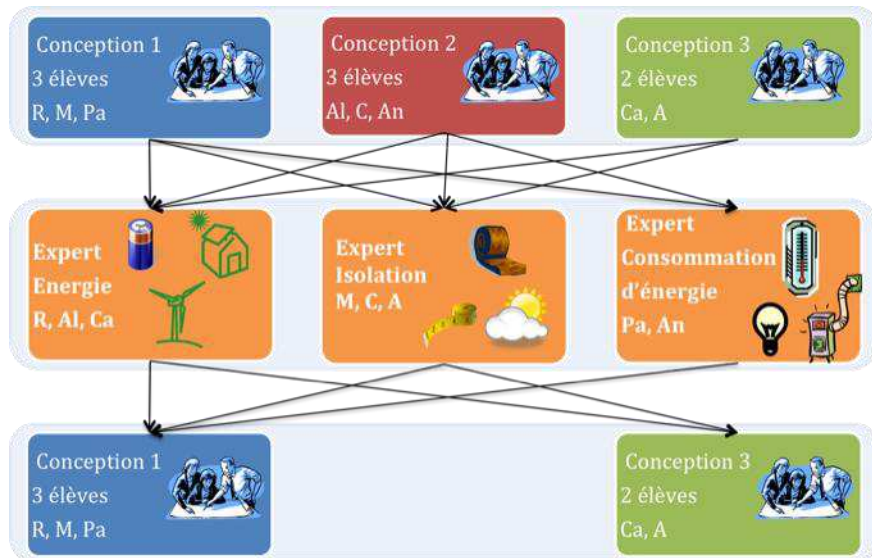 Conception 1
3 élèves
R, M, Pa
Conception 2
3 élèves
Al, C, An
Conception 3
2 élèves
Ca, A
Expert
Energie
R, Al, Ca
Expert
Isolation
M, C, A
Expert
Consommation
d'énergie
Pa, An
Conception 1
3 élèves
R, M, Pa
Conception 3
2 élèves
Ca, A